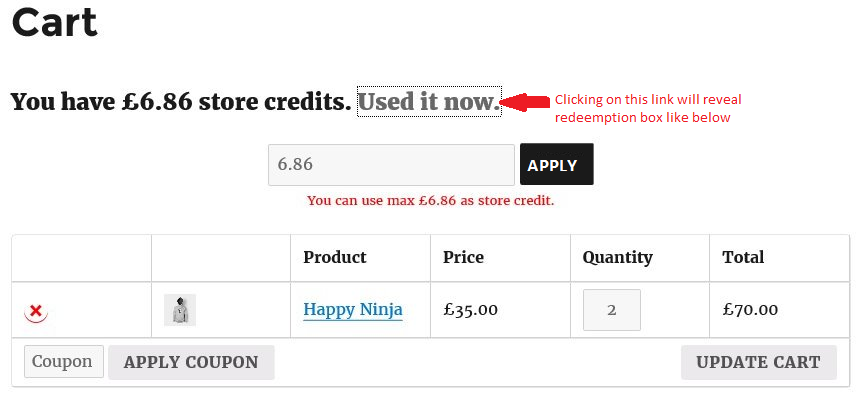 Cart
You have £6.86 store credits. Used it now.
Clicking on this link will reveal
redeemption box like below
6.86 APPLY
You can use max £6.86 as store credit.
Product Price Quantity Total
Happy Ninja £35.00 2 £70.00
Coupon APPLY COUPON UPDATE CART